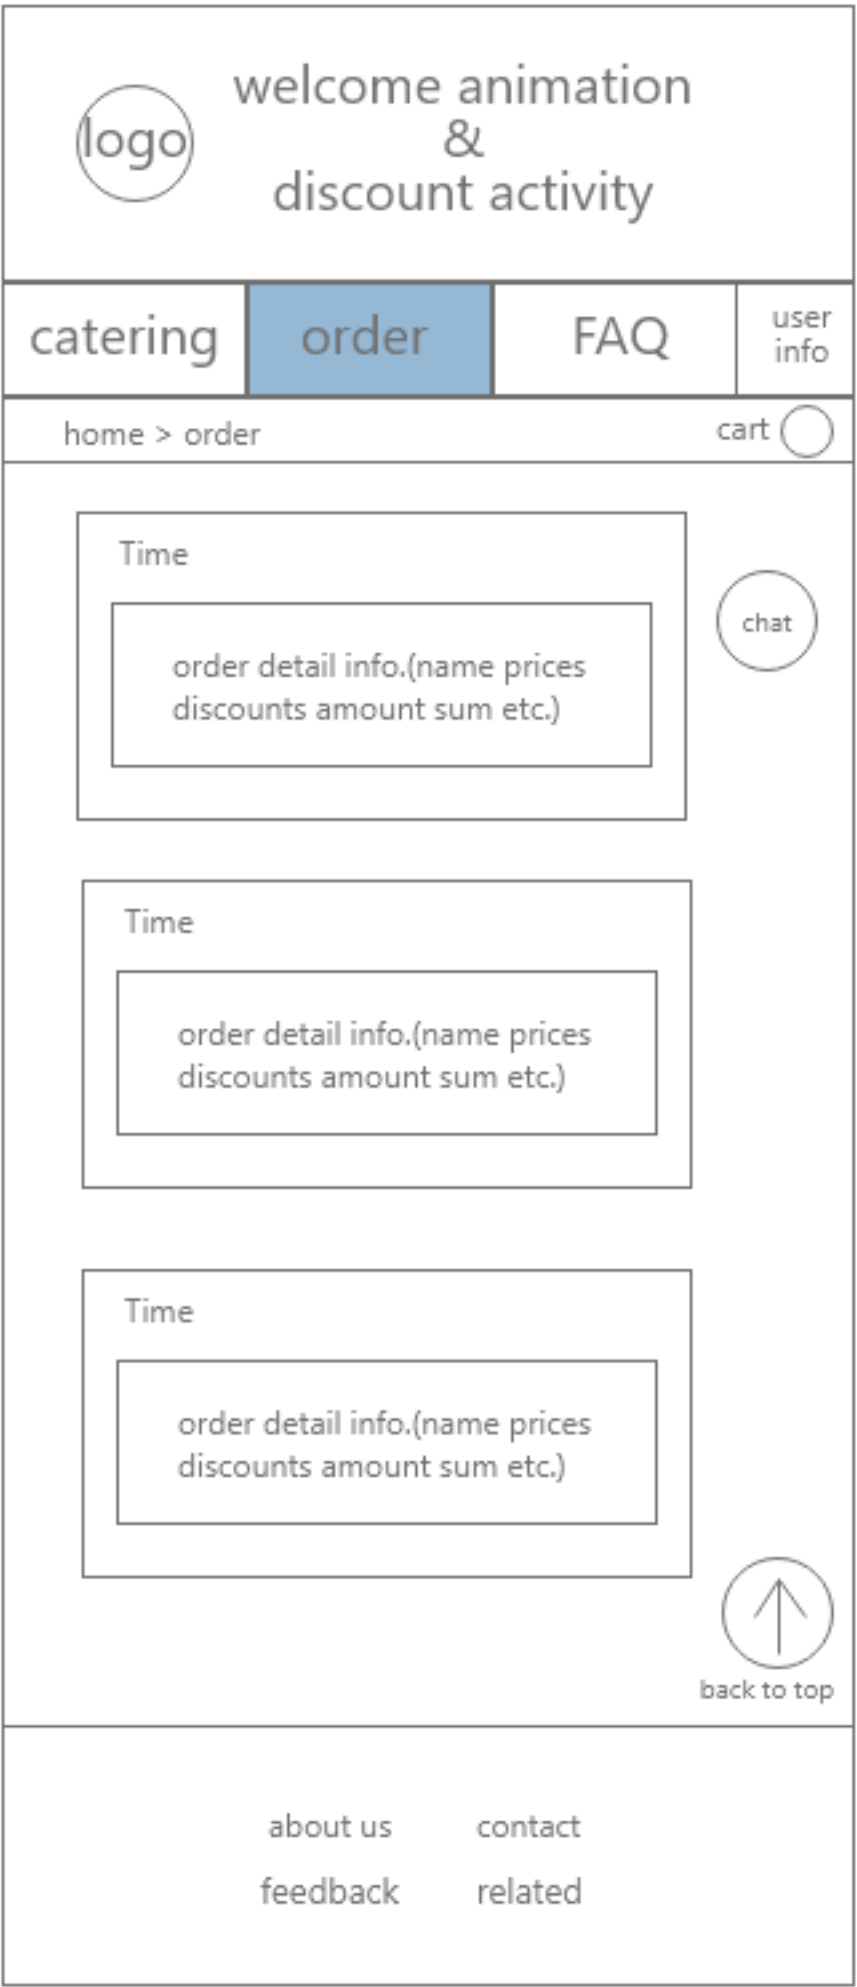 logo
welcome animation
&
discount activity
catering
order
FAQ
user
info
home > order
cart
Time
order detail info.(name prices
discounts amount sum etc.)
chat
Time
order detail info.(name prices
discounts amount sum etc.)
Time
order detail info.(name prices
discounts amount sum etc.)
back to top
about us
contact
feedback
related